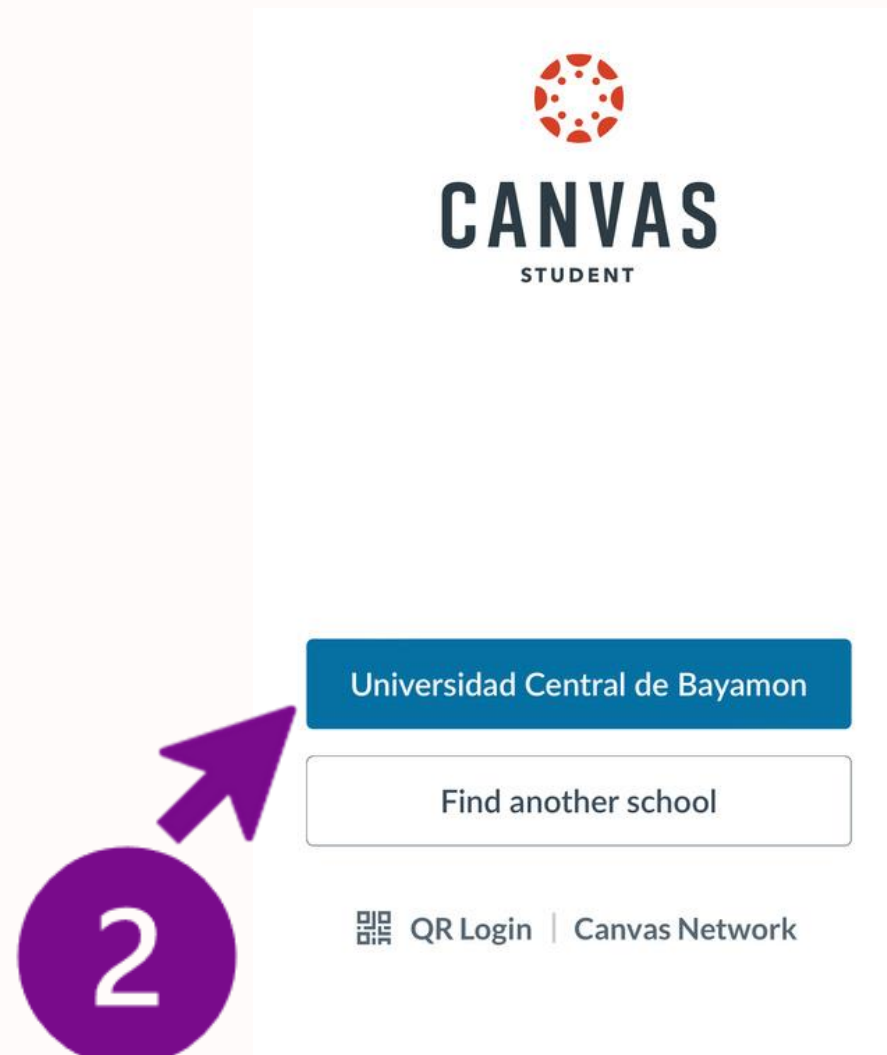 CANVAS
STUDENT
Universidad Central de Bayamon
Find another school
QR Login | Canvas Network
2